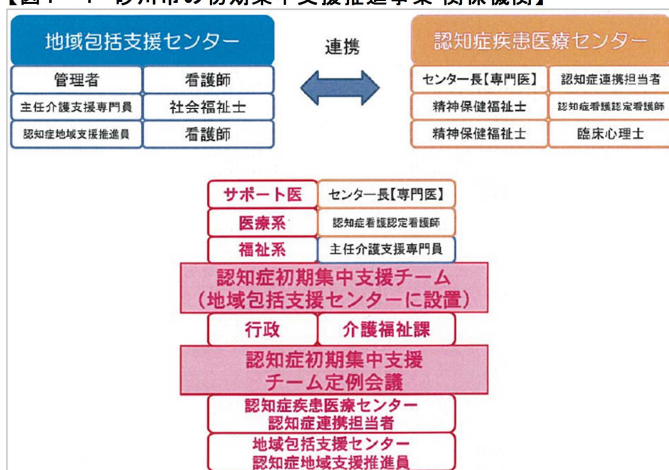 地域包括支援センター
連携
認知症疾患医療センター
管理者 看護師
主任介護支援専門員 社会福祉士
認知症地域支援推進員 看護師
センター長【専門医】 認知症連携担当者
精神保健福祉士 認知症看護認定看護師
精神保健福祉士 臨床心理士
サポート医 センター長【専門医】
医療系 認知症看護認定看護師
福祉系 主任介護支援専門員
認知症初期集中支援チーム
(地域包括支援センターに設置)
行政 介護福祉課
認知症初期集中支援
チーム定例会議
認知症疾患医療センター
認知症連携担当者
地域包括支援センター
認知症地域支援推進員